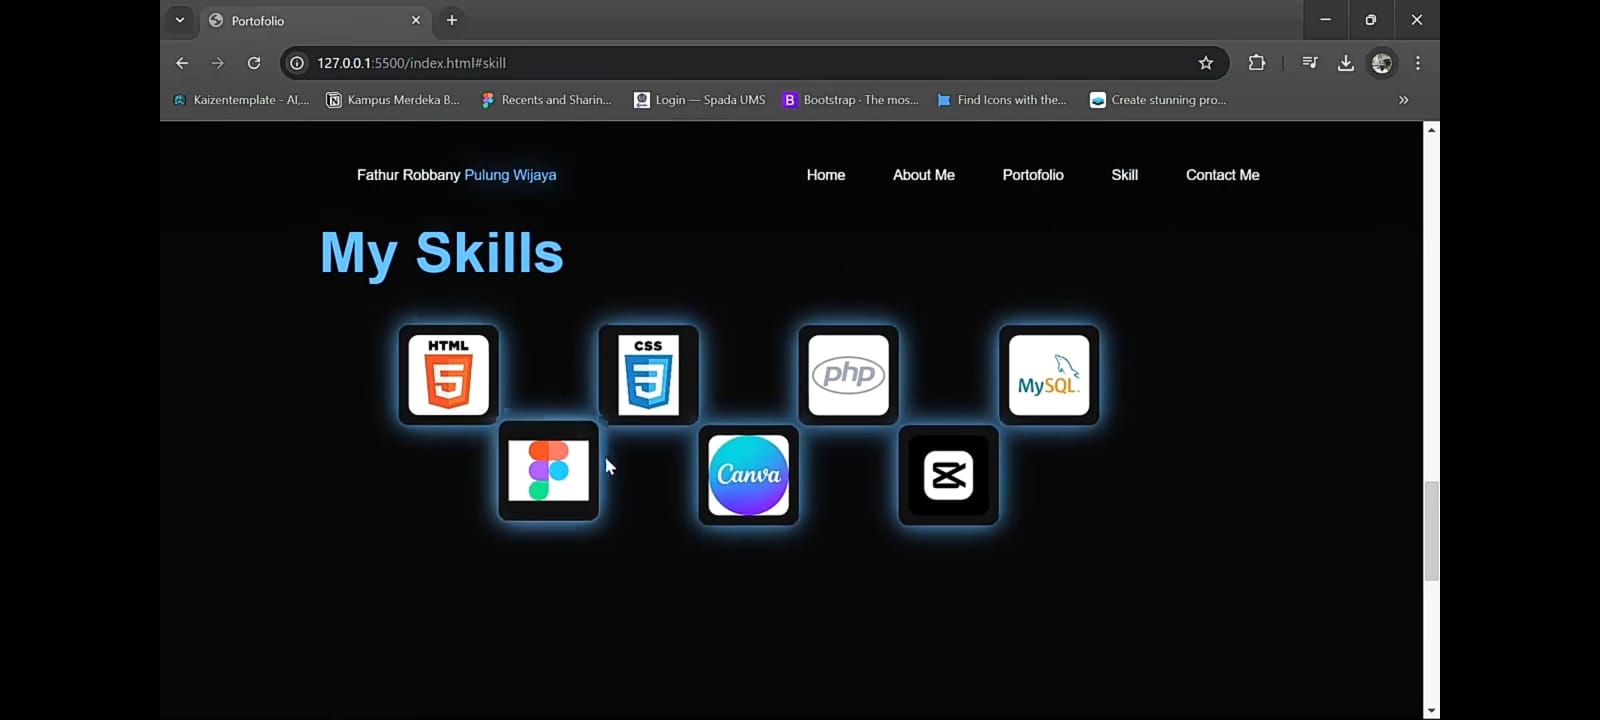 Portofolio
127.0.0.1:5500/index.html#skill
Kaizentemplate - AI,... Kampus Merdeka B... Recents and Sharin... Login — Spada UMS B Bootstrap · The mos... Find Icons with the... Create stunning pro... »
Fathur Robbany Pulung Wijaya Home About Me Portofolio Skill Contact Me
My Skills
HTML CSS php MySQL
Canva